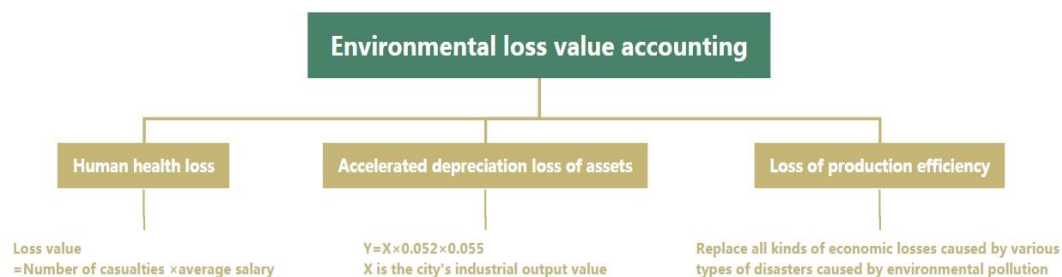 Environmental loss value accounting
Human health loss
Accelerated depreciation loss of assets
Loss of production efficiency
Loss value
=Number of casualties ×average salary
Y=X×0.052×0.055
X is the city's industrial output value
Replace all kinds of economic losses caused by various
types of disasters caused by environmental pollution